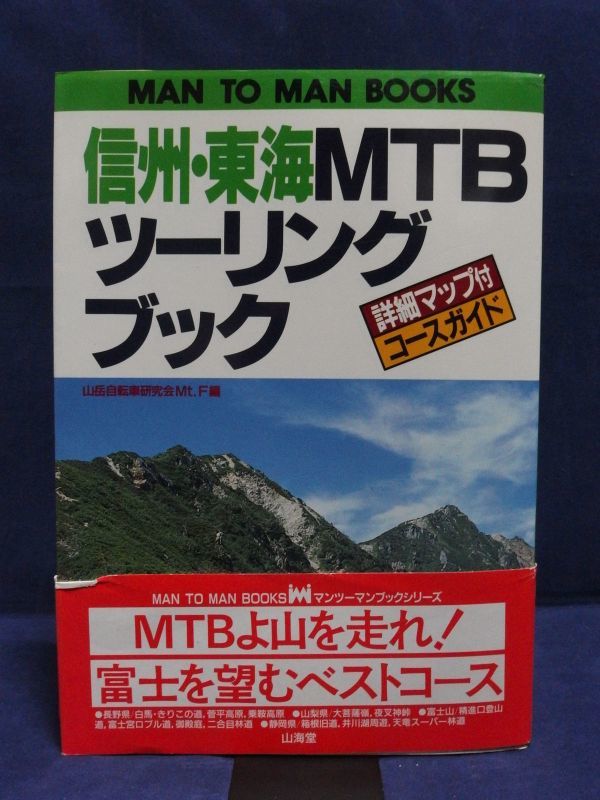 MAN TO MAN BOOKS
信州・東海MTB
ツーリング
ブック
詳細マップ付
コースガイド
山岳自転車研究会Mt.F編
MAN TO MAN BOOKS マンツーマンブックシリーズ
MTBよ山を走れ!
富士を望むベストコース
●長野県/白馬・きりこの道,菅平高原,乗鞍高原 ●山梨県/大菩薩嶺,夜叉神峠 ●富士山/精進口登山
道,富士宮口ブル道,御殿庭,二合目林道 ●静岡県/箱根旧道,井川湖周遊,天竜スーパー林道
山海堂